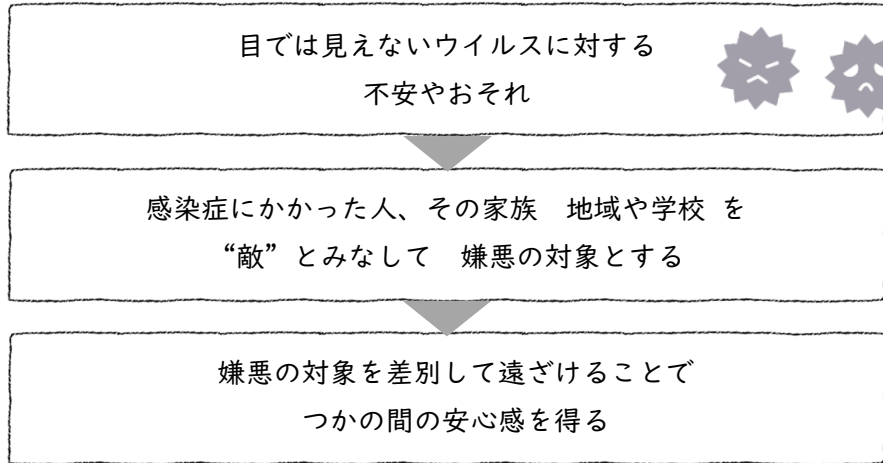 目では見えないウイルスに対する
不安やおそれ
感染症にかかった人、その家族　地域や学校 を
“敵”とみなして　嫌悪の対象とする
嫌悪の対象を差別して遠ざけることで
つかの間の安心感を得る